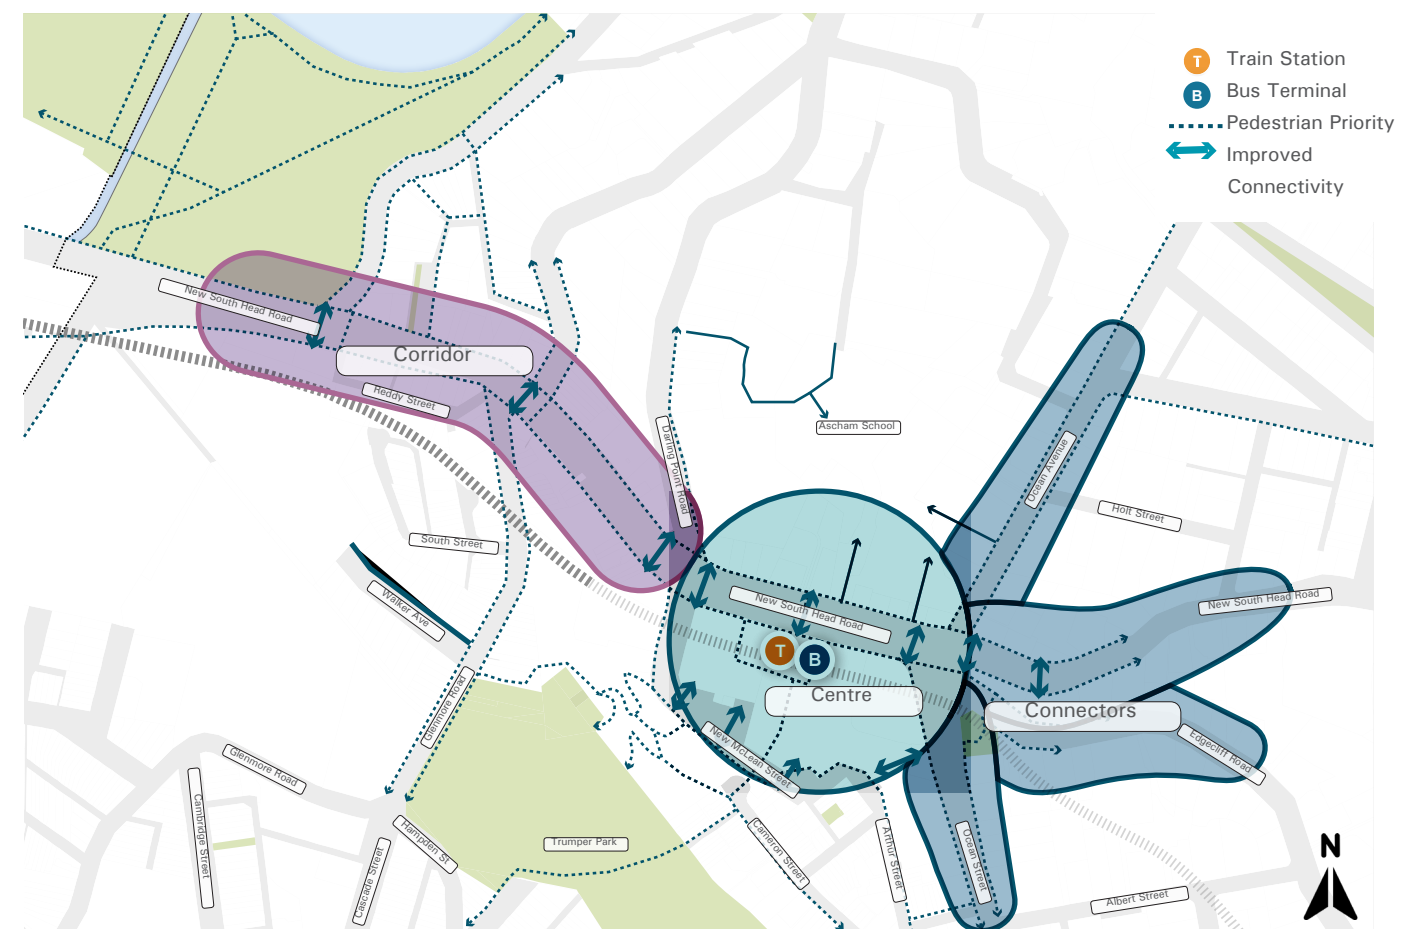 T Train Station
B Bus Terminal
Pedestrian Priority
Improved
Connectivity
New South Head Road
Corridor
Reddy Street
Darling Point Road
Ascham School
Ocean Avenue
Holt Street
South Street
Walker Ave
New South Head Road
New South Head Road
T
B
Centre
Connectors
Glenmore Road
New McLean Street
Edgecliff Road
Glenmore Road
Cambridge Street
Hampden St
Cascade Street
Trumper Park
Cameron Street
Arthur Street
Ocean Street
Albert Street
N